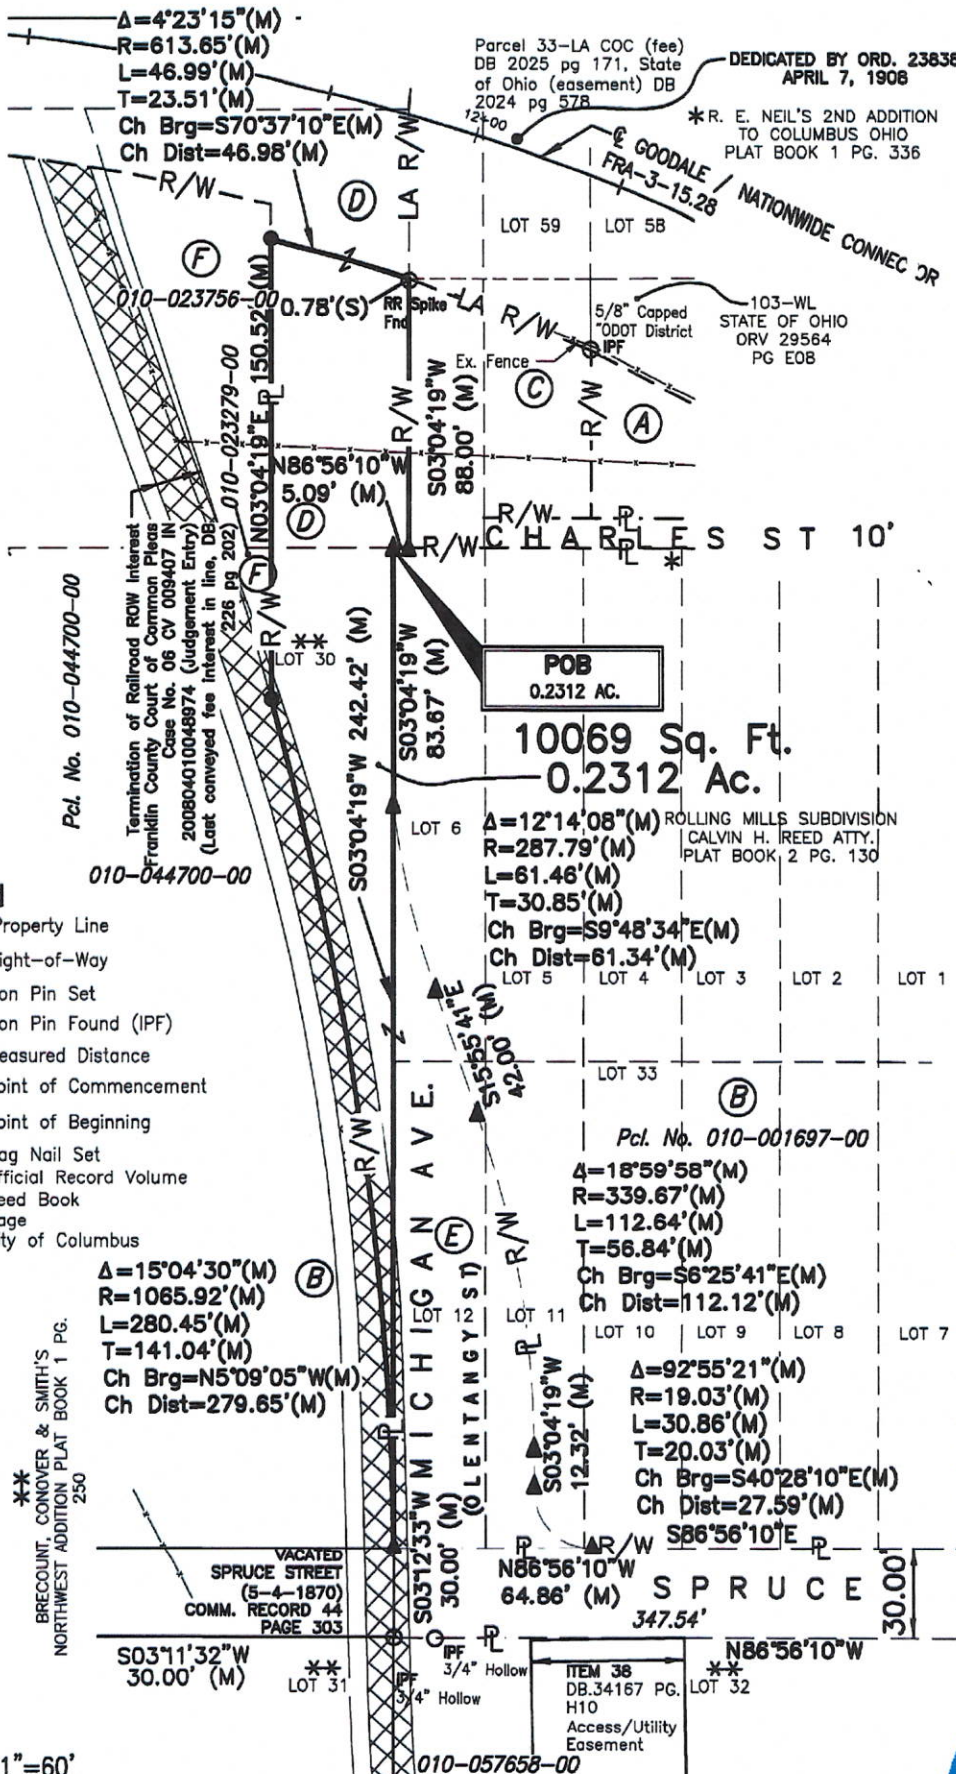 Δ=4°23'15"(M)
R=613.65'(M)
L=46.99'(M)
T=23.51'(M)
Ch Brg=S70°37'10"E(M)
Ch Dist=46.98'(M)
Parcel 33-LA COC (fee)
DB 2025 pg 171, State
of Ohio (easement) DB
2024 pg 578
12+00
DEDICATED BY ORD. 23838
APRIL 7, 1908
* R. E. NEIL'S 2ND ADDITION
TO COLUMBUS OHIO
PLAT BOOK 1 PG. 336
℄ GOODALE / NATIONWIDE CONNECTOR
FRA-3-15.28
R/W
LA R/W
D
F
LOT 59
LOT 58
010-023756-00
0.78'(S)
RR Spike
Fnd
LA R/W
5/8" Capped
"ODOT District
IPF
103-WL
STATE OF OHIO
ORV 29564
PG E08
Ex. Fence
C
A
R/W
R/W
N03°04'19"E 150.52'(M)
PL
010-023279-00
S03°04'19"W
88.00' (M)
N86°56'10"W
5.09' (M)
D
R/W
PL
R/W
CHARLES ST 10'
PL
*
F
R/W
Termination of Railroad ROW Interest
Franklin County Court of Common Pleas
Case No. 06 CV 009407 IN
200804010048974 (Judgement Entry)
(Last conveyed fee interest in line, DB
226 pg 202)
Pcl. No. 010-044700-00
**
LOT 30
S03°04'19"W 242.42' (M)
S03°04'19"W
83.67' (M)
POB
0.2312 AC.
10069 Sq. Ft.
0.2312 Ac.
LOT 6
Δ=12°14'08"(M)
R=287.79'(M)
L=61.46'(M)
T=30.85'(M)
Ch Brg=S9°48'34"E(M)
Ch Dist=61.34'(M)
ROLLING MILLS SUBDIVISION
CALVIN H. REED ATTY.
PLAT BOOK 2 PG. 130
010-044700-00
Property Line
ight-of-Way
on Pin Set
on Pin Found (IPF)
easured Distance
oint of Commencement
oint of Beginning
ag Nail Set
fficial Record Volume
eed Book
age
ty of Columbus
LOT 5
LOT 4
LOT 3
LOT 2
LOT 1
S15°55'41"E
42.00' (M)
LOT 33
B
Pcl. No. 010-001697-00
R/W
MICHIGAN AVE.
(OLENTANGY ST)
E
R/W
Δ=18°59'58"(M)
R=339.67'(M)
L=112.64'(M)
T=56.84'(M)
Ch Brg=S6°25'41"E(M)
Ch Dist=112.12'(M)
Δ=15°04'30"(M)
R=1065.92'(M)
L=280.45'(M)
T=141.04'(M)
Ch Brg=N5°09'05"W(M)
Ch Dist=279.65'(M)
B
LOT 12
LOT 11
LOT 10
LOT 9
LOT 8
LOT 7
PL
PL
S03°04'19"W
12.32' (M)
Δ=92°55'21"(M)
R=19.03'(M)
L=30.86'(M)
T=20.03'(M)
Ch Brg=S40°28'10"E(M)
Ch Dist=27.59'(M)
**
BRECOUNT, CONOVER & SMITH'S
NORTHWEST ADDITION PLAT BOOK 1 PG.
250
S03°12'33"W
30.00' (M)
S86°56'10"E
PL
R/W
PL
VACATED
SPRUCE STREET
(5-4-1870)
COMM. RECORD 44
PAGE 303
N86°56'10"W
64.86' (M)
SPRUCE
30.00'
347.54'
S03°11'32"W
30.00' (M)
**
LOT 31
IPF
3/4" Hollow
IPF
3/4" Hollow
PL
N86°56'10"W
ITEM 38
DB.34167 PG.
H10
Access/Utility
Easement
**
LOT 32
1"=60'
010-057658-00